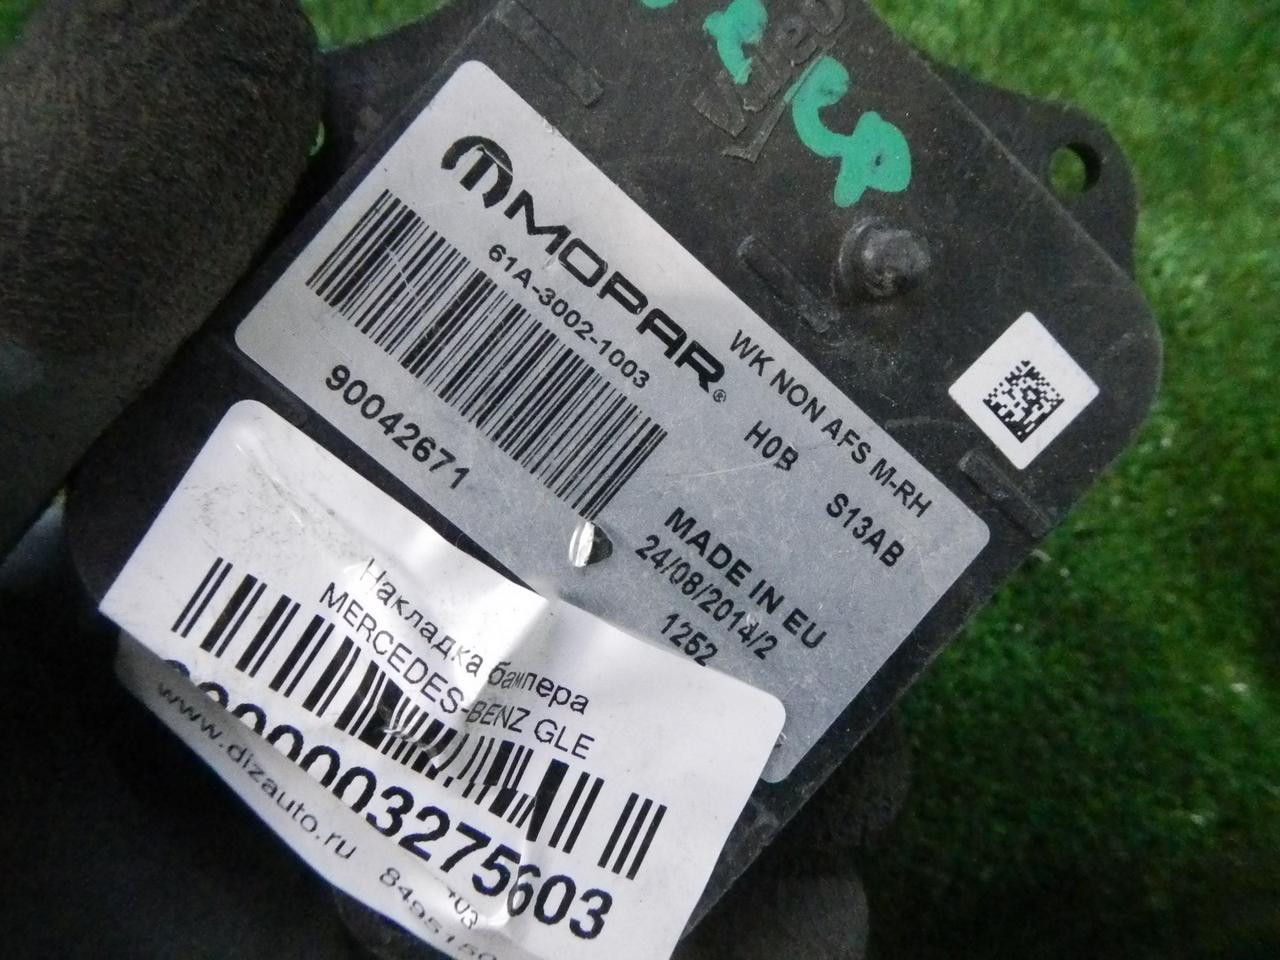 MOPAR®
61A-3002-1003
90042671
WK NON AFS M-RH
H0B S13AB
MADE IN EU
24/08/2014/2
1252
Накладка бампера
MERCEDES-BENZ GLE
www.dizauto.ru